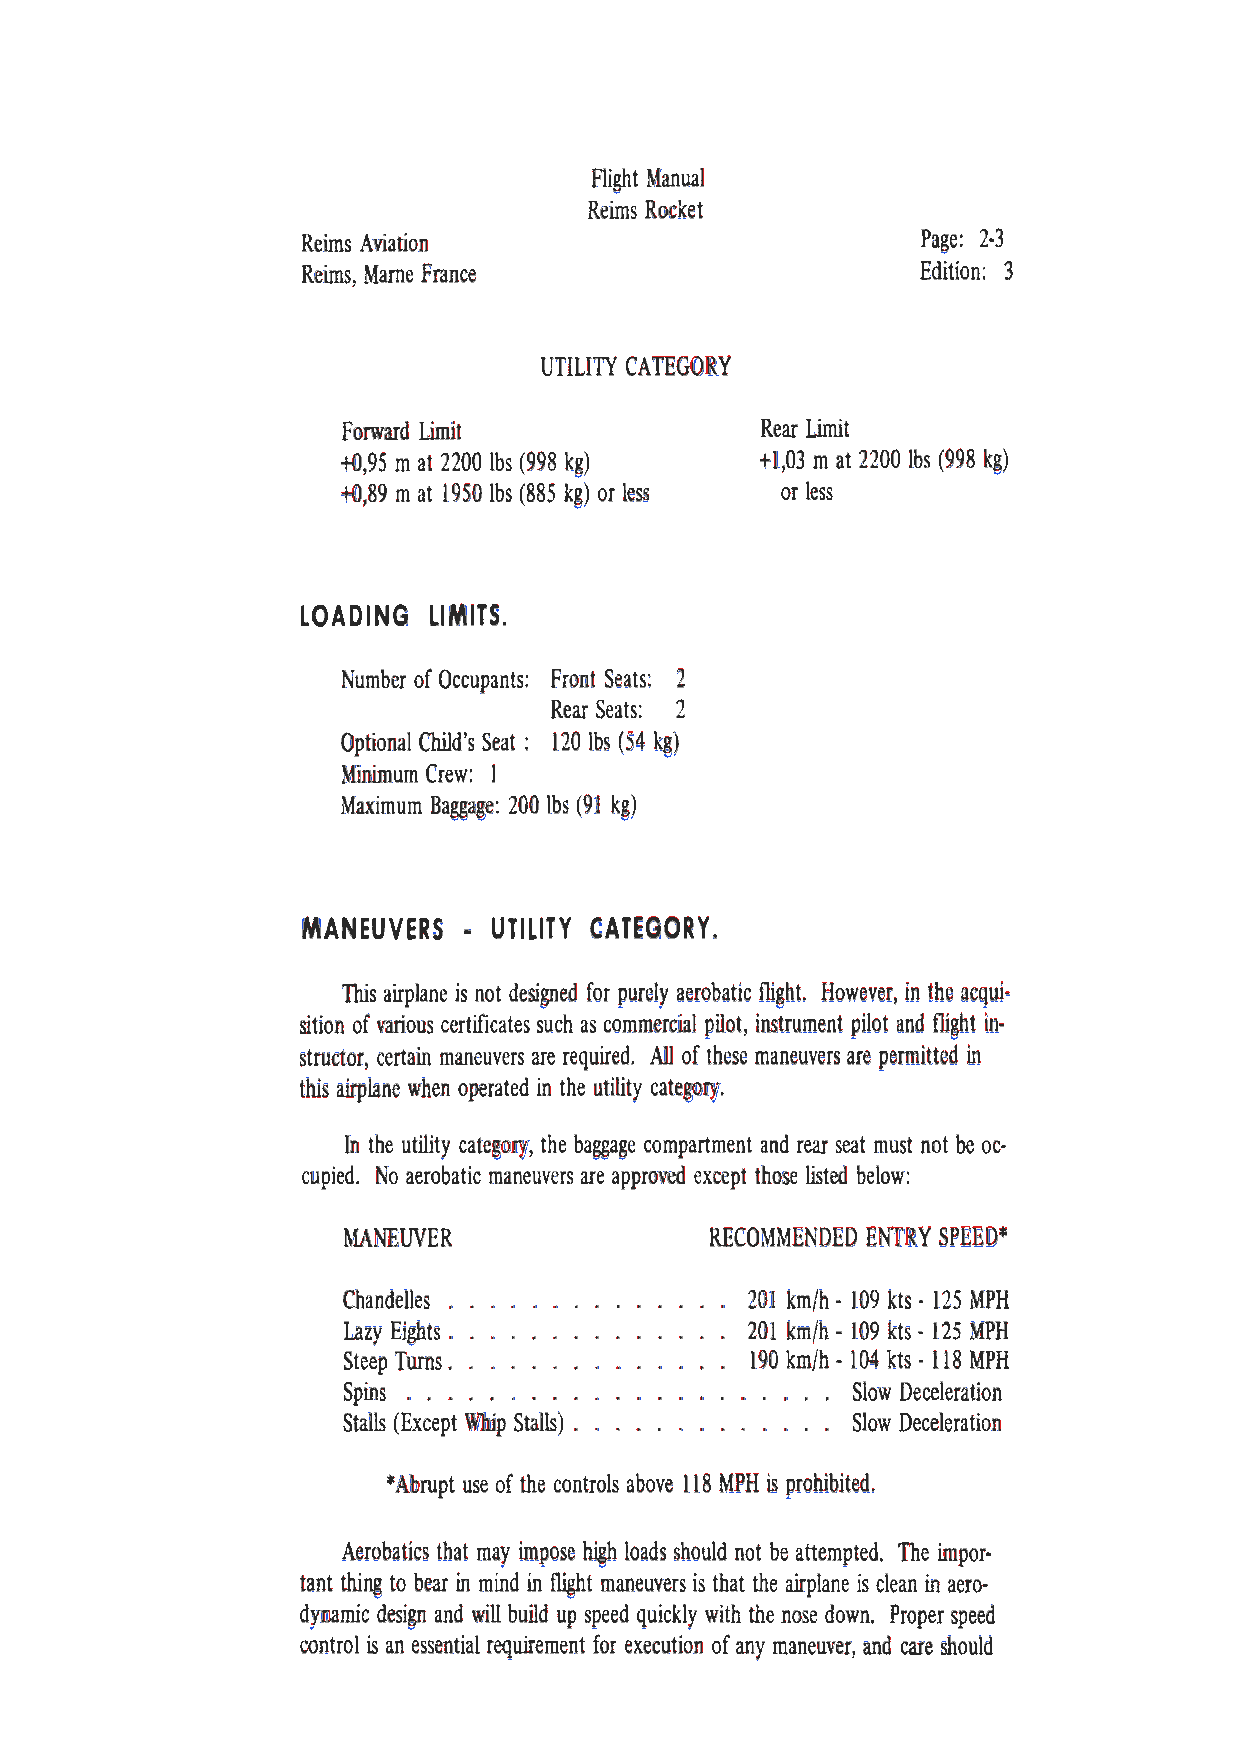 Flight Manual
Reims Rocket
Reims Aviation Page: 2-3
Reims, Marne France Edition: 3
UTILITY CATEGORY
Forward Limit Rear Limit
+0,95 m at 2200 lbs (998 kg) +1,03 m at 2200 lbs (998 kg)
+0,89 m at 1950 lbs (885 kg) or less or less
LOADING LIMITS.
Number of Occupants: Front Seats: 2
Rear Seats: 2
Optional Child's Seat : 120 lbs (54 kg)
Minimum Crew: 1
Maximum Baggage: 200 lbs (91 kg)
MANEUVERS - UTILITY CATEGORY.
This airplane is not designed for purely aerobatic flight. However, in the acqui-
sition of various certificates such as commercial pilot, instrument pilot and flight in-
structor, certain maneuvers are required. All of these maneuvers are permitted in
this airplane when operated in the utility category.
In the utility category, the baggage compartment and rear seat must not be oc-
cupied. No aerobatic maneuvers are approved except those listed below:
MANEUVER RECOMMENDED ENTRY SPEED*
Chandelles . . . . . . . . . . . . . . 201 km/h - 109 kts - 125 MPH
Lazy Eights . . . . . . . . . . . . . . 201 km/h - 109 kts - 125 MPH
Steep Turns . . . . . . . . . . . . . . 190 km/h - 104 kts - 118 MPH
Spins . . . . . . . . . . . . . . . . . . . . . Slow Deceleration
Stalls (Except Whip Stalls) . . . . . . . . . . . . . Slow Deceleration
*Abrupt use of the controls above 118 MPH is prohibited.
Aerobatics that may impose high loads should not be attempted. The impor-
tant thing to bear in mind in flight maneuvers is that the airplane is clean in aero-
dynamic design and will build up speed quickly with the nose down. Proper speed
control is an essential requirement for execution of any maneuver, and care should